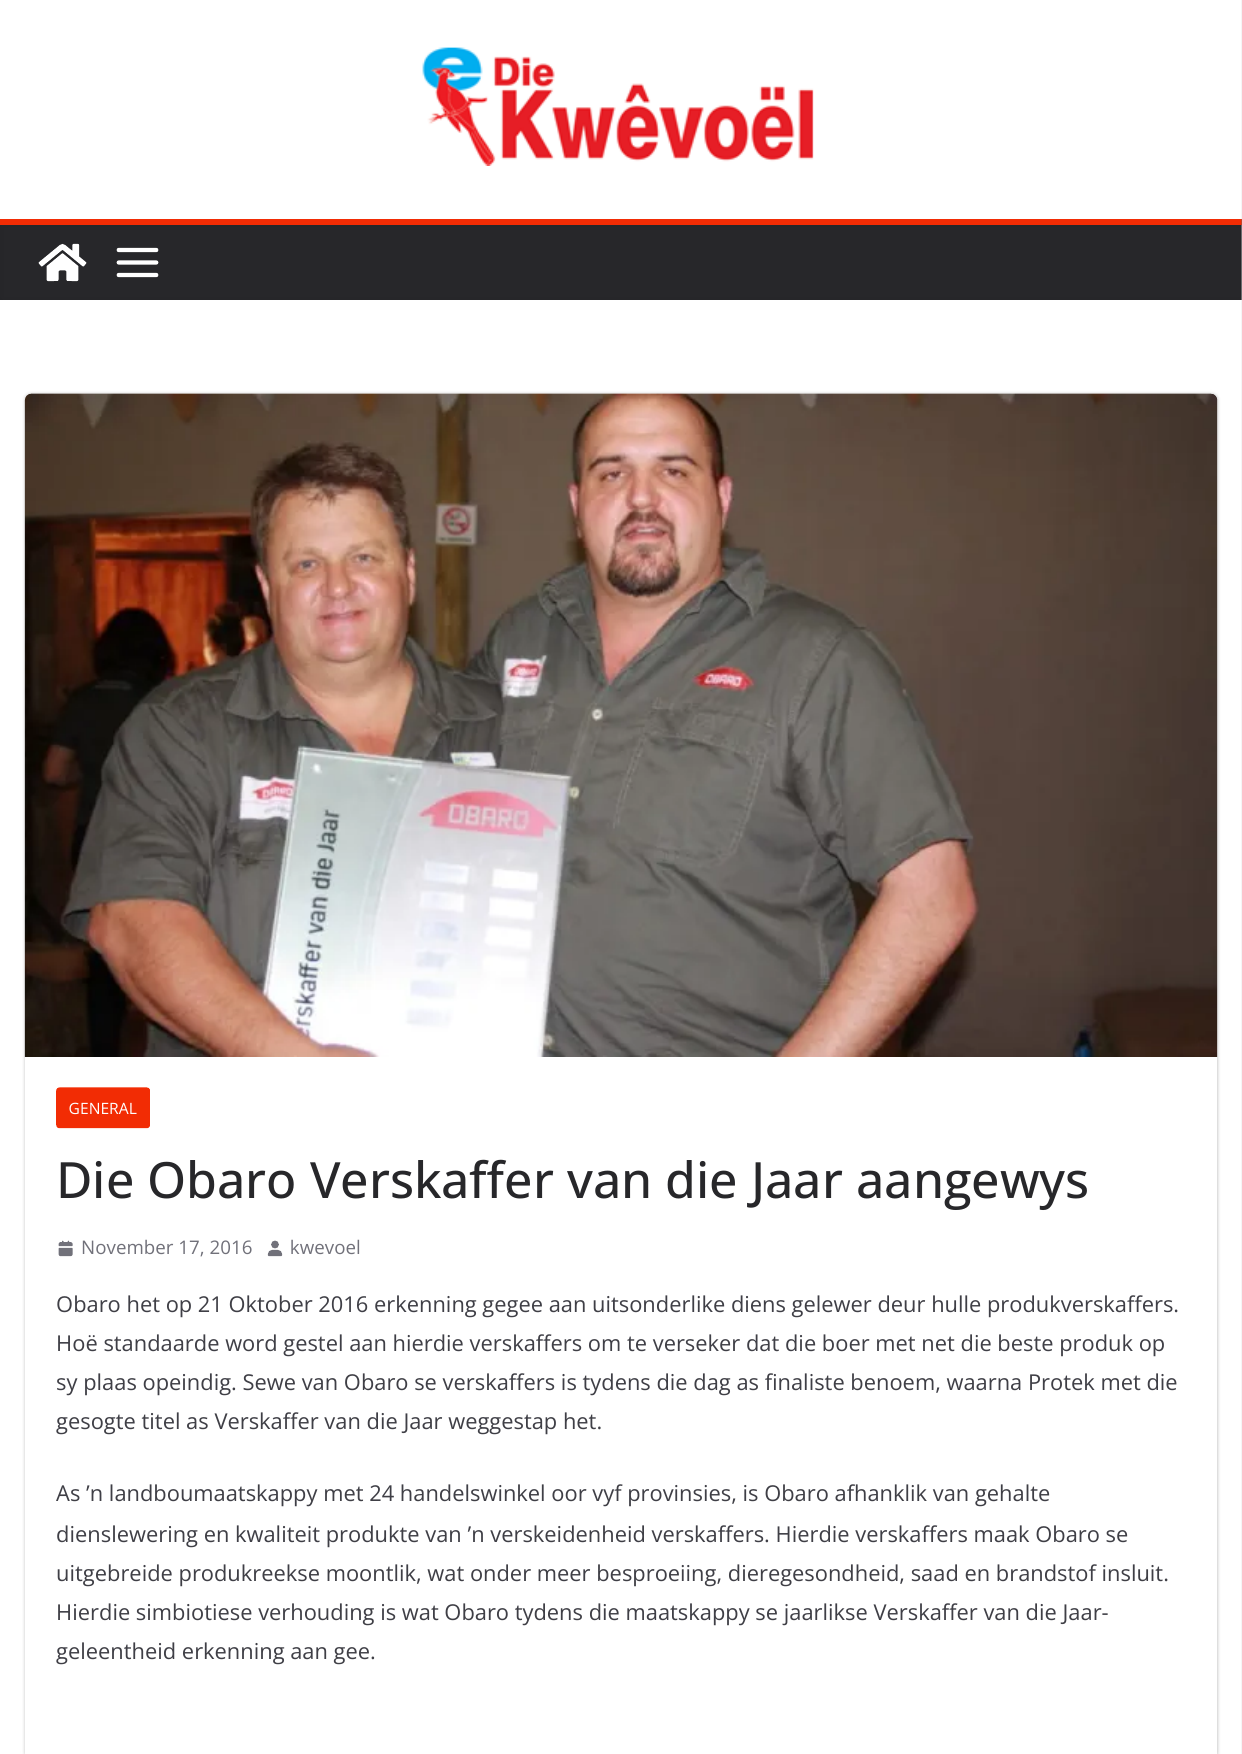 Die
Kwêvoël
OBARO
OBARO
erskaffer van die Jaar
GENERAL
Die Obaro Verskaffer van die Jaar aangewys
November 17, 2016 kwevoel
Obaro het op 21 Oktober 2016 erkenning gegee aan uitsonderlike diens gelewer deur hulle produkverskaffers.
Hoë standaarde word gestel aan hierdie verskaffers om te verseker dat die boer met net die beste produk op
sy plaas opeindig. Sewe van Obaro se verskaffers is tydens die dag as finaliste benoem, waarna Protek met die
gesogte titel as Verskaffer van die Jaar weggestap het.
As ’n landboumaatskappy met 24 handelswinkel oor vyf provinsies, is Obaro afhanklik van gehalte
dienslewering en kwaliteit produkte van ’n verskeidenheid verskaffers. Hierdie verskaffers maak Obaro se
uitgebreide produkreekse moontlik, wat onder meer besproeiing, dieregesondheid, saad en brandstof insluit.
Hierdie simbiotiese verhouding is wat Obaro tydens die maatskappy se jaarlikse Verskaffer van die Jaar-
geleentheid erkenning aan gee.